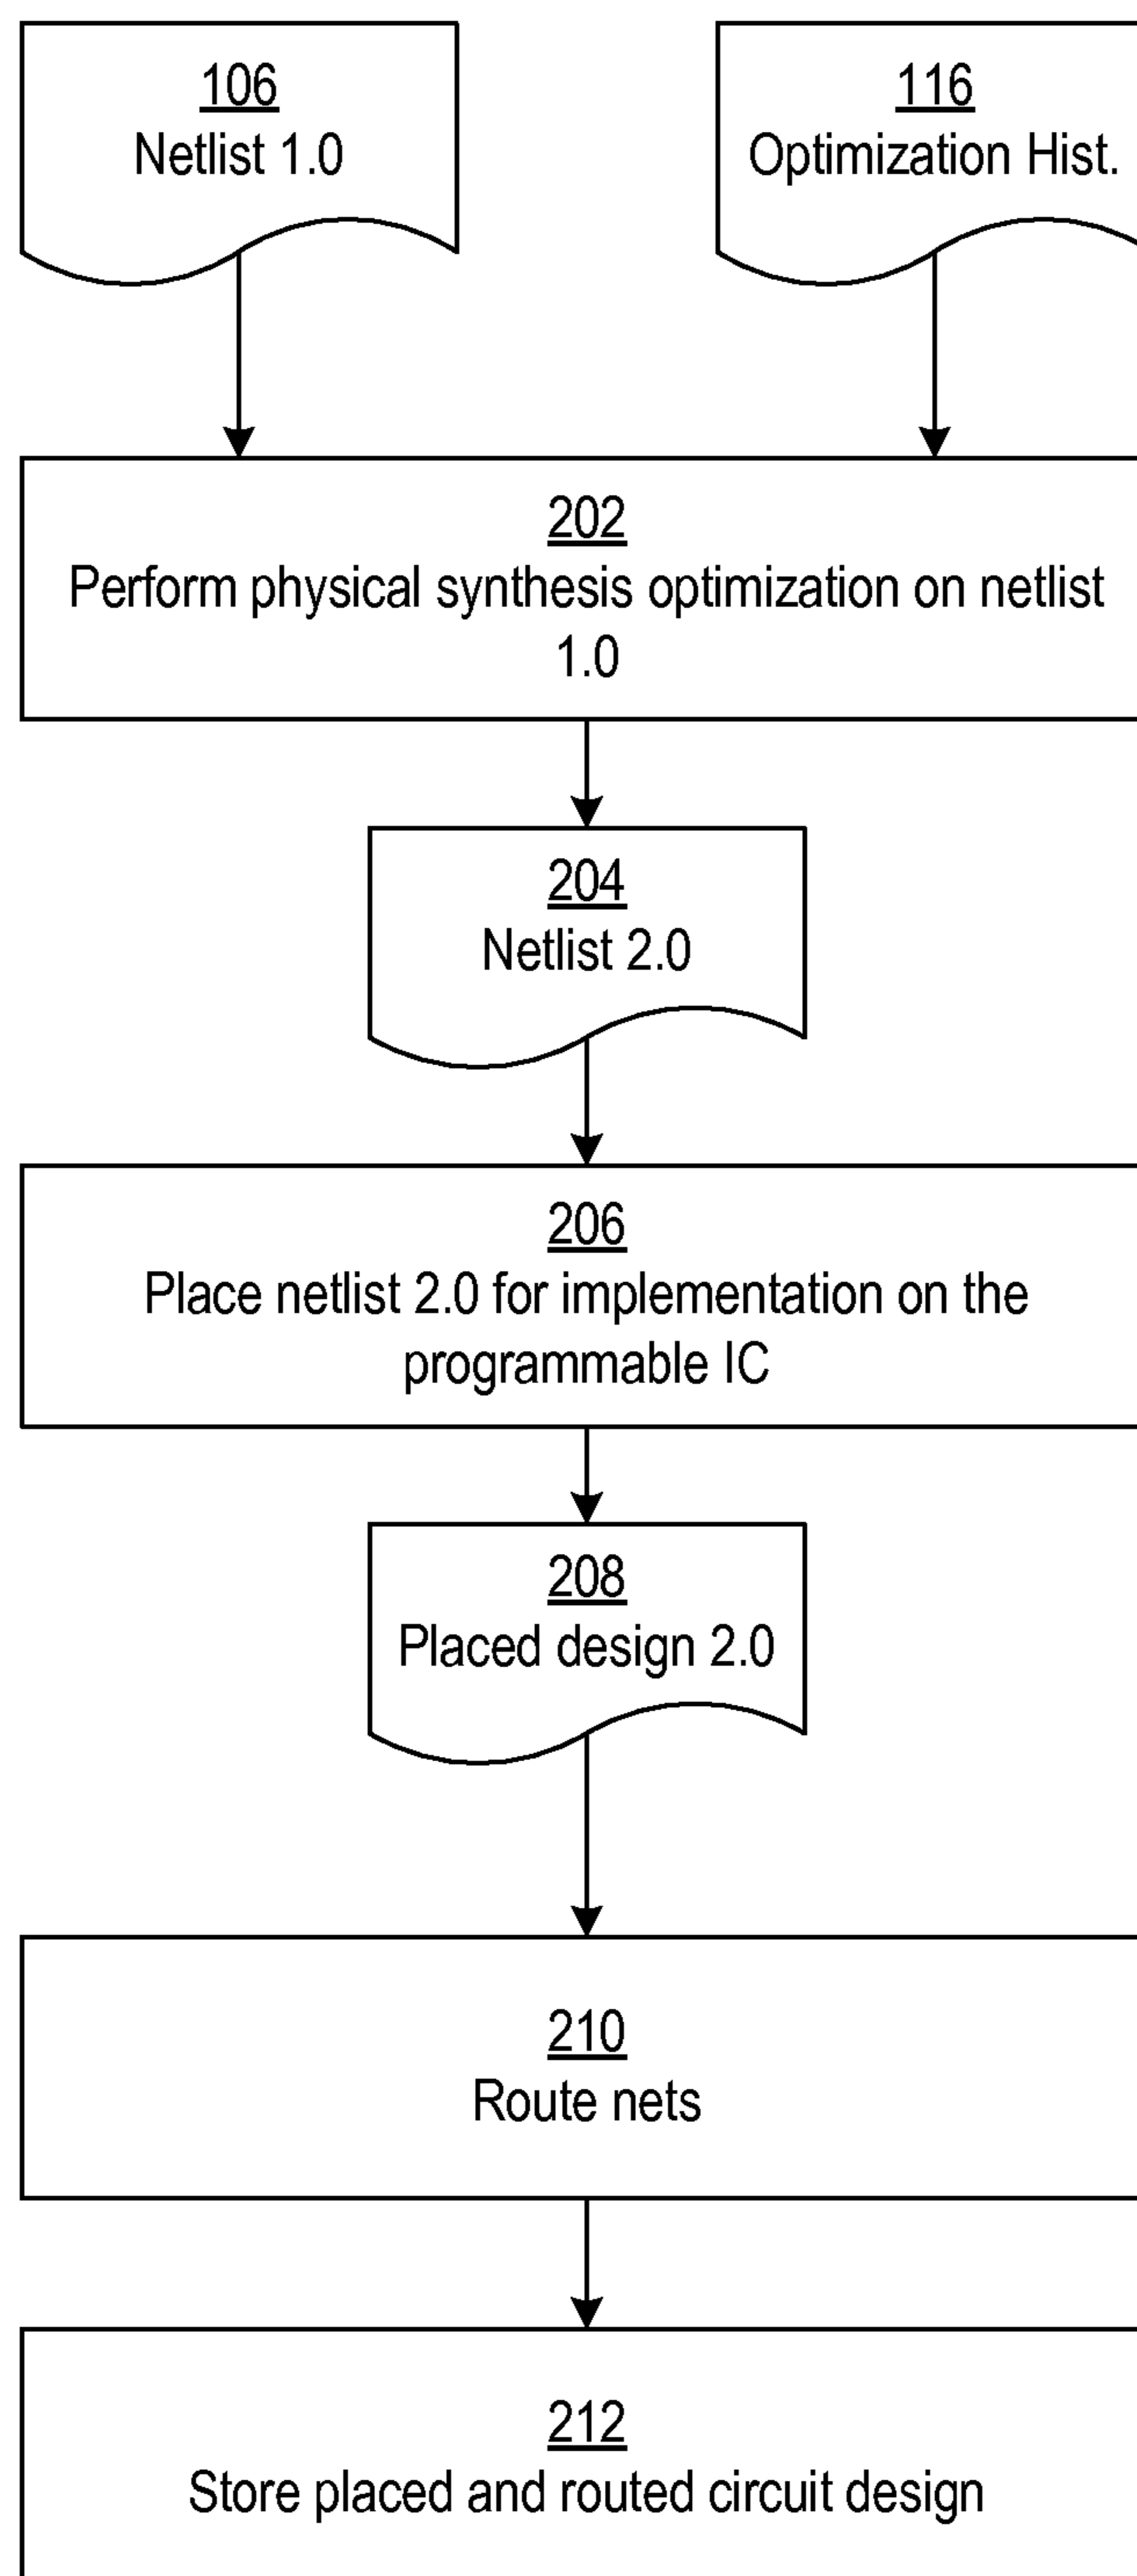 106
Netlist 1.0
116
Optimization Hist.
202
Perform physical synthesis optimization on netlist
1.0
204
Netlist 2.0
206
Place netlist 2.0 for implementation on the
programmable IC
208
Placed design 2.0
210
Route nets
212
Store placed and routed circuit design